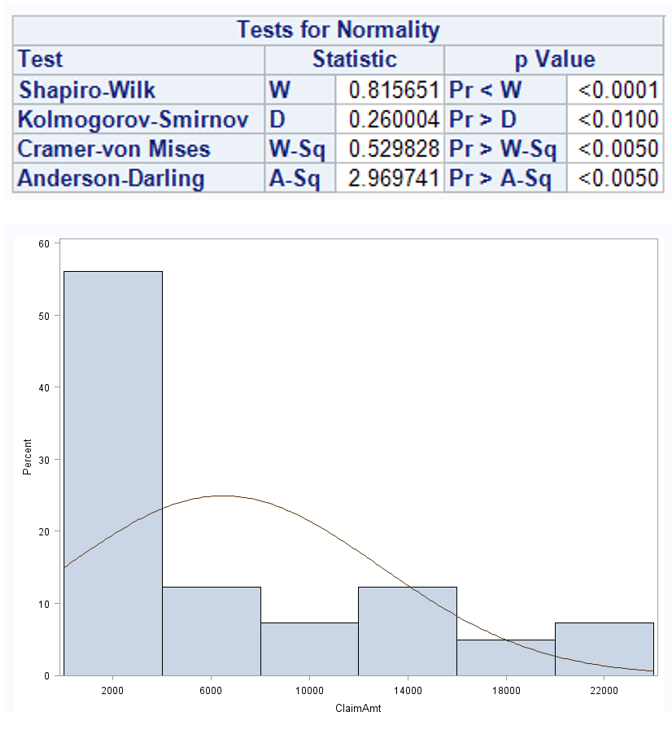 Tests for Normality
Test Statistic p Value
Shapiro-Wilk W 0.815651 Pr < W <0.0001
Kolmogorov-Smirnov D 0.260004 Pr > D <0.0100
Cramer-von Mises W-Sq 0.529828 Pr > W-Sq <0.0050
Anderson-Darling A-Sq 2.969741 Pr > A-Sq <0.0050
60
50
40
30
20
10
0
Percent
2000 6000 10000 14000 18000 22000
ClaimAmt